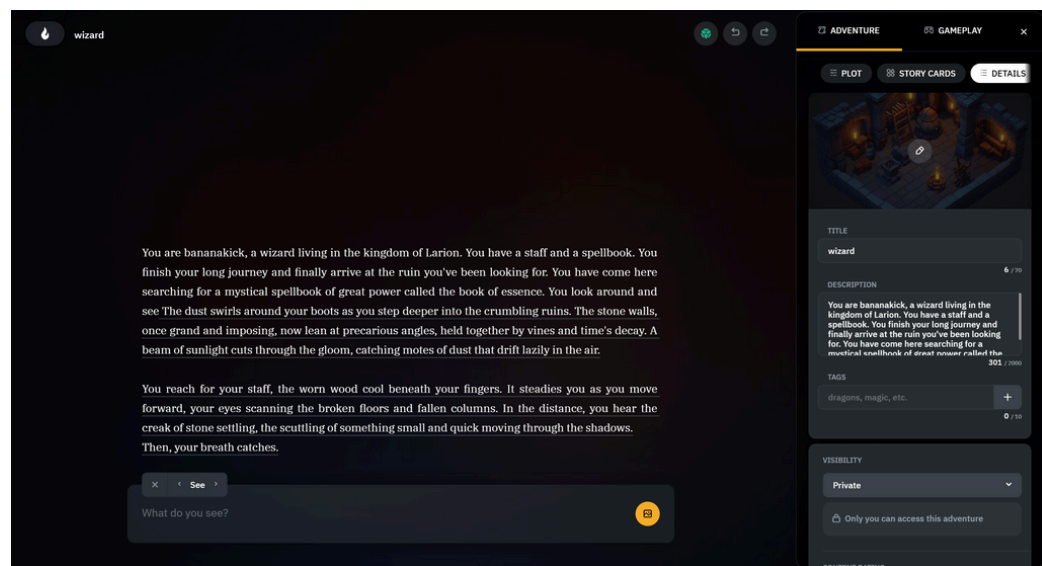 wizard
You are bananakick, a wizard living in the kingdom of Larion. You have a staff and a spellbook. You
finish your long journey and finally arrive at the ruin you've been looking for. You have come here
searching for a mystical spellbook of great power called the book of essence. You look around and
see The dust swirls around your boots as you step deeper into the crumbling ruins. The stone walls,
once grand and imposing, now lean at precarious angles, held together by vines and time's decay. A
beam of sunlight cuts through the gloom, catching motes of dust that drift lazily in the air.
You reach for your staff, the worn wood cool beneath your fingers. It steadies you as you move
forward, your eyes scanning the broken floors and fallen columns. In the distance, you hear the
creak of stone settling, the scuttling of something small and quick moving through the shadows.
Then, your breath catches.
See
What do you see?
ADVENTURE
GAMEPLAY
PLOT
STORY CARDS
DETAILS
TITLE
wizard
6 / 70
DESCRIPTION
You are bananakick, a wizard living in the
kingdom of Larion. You have a staff and a
spellbook. You finish your long journey and
finally arrive at the ruin you've been looking
for. You have come here searching for a
mystical spellbook of great power called the
301 / 2000
TAGS
dragons, magic, etc.
0 / 10
VISIBILITY
Private
Only you can access this adventure